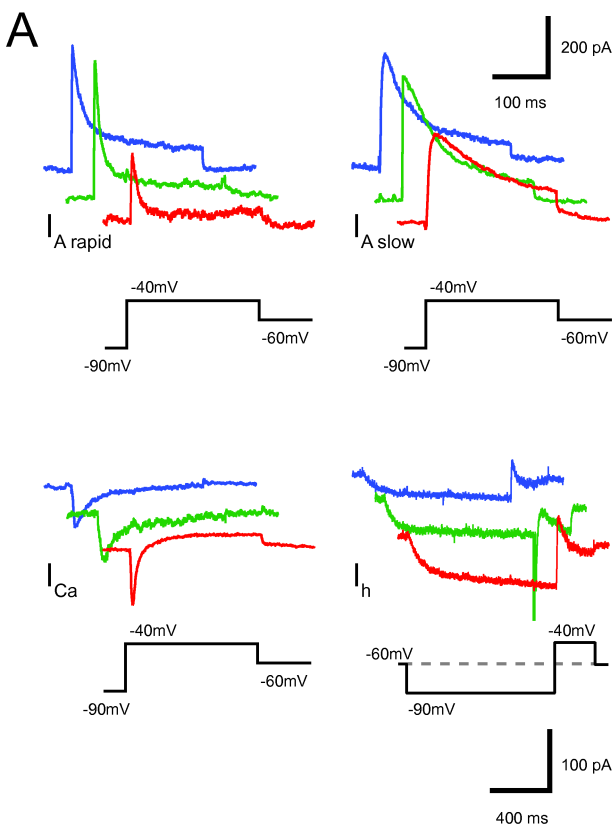 A
200 pA
100 ms
I A rapid
I A slow
-40mV
-40mV
-60mV
-60mV
-90mV
-90mV
I Ca
I h
-40mV
-40mV
-60mV
-60mV
-90mV
-90mV
100 pA
400 ms